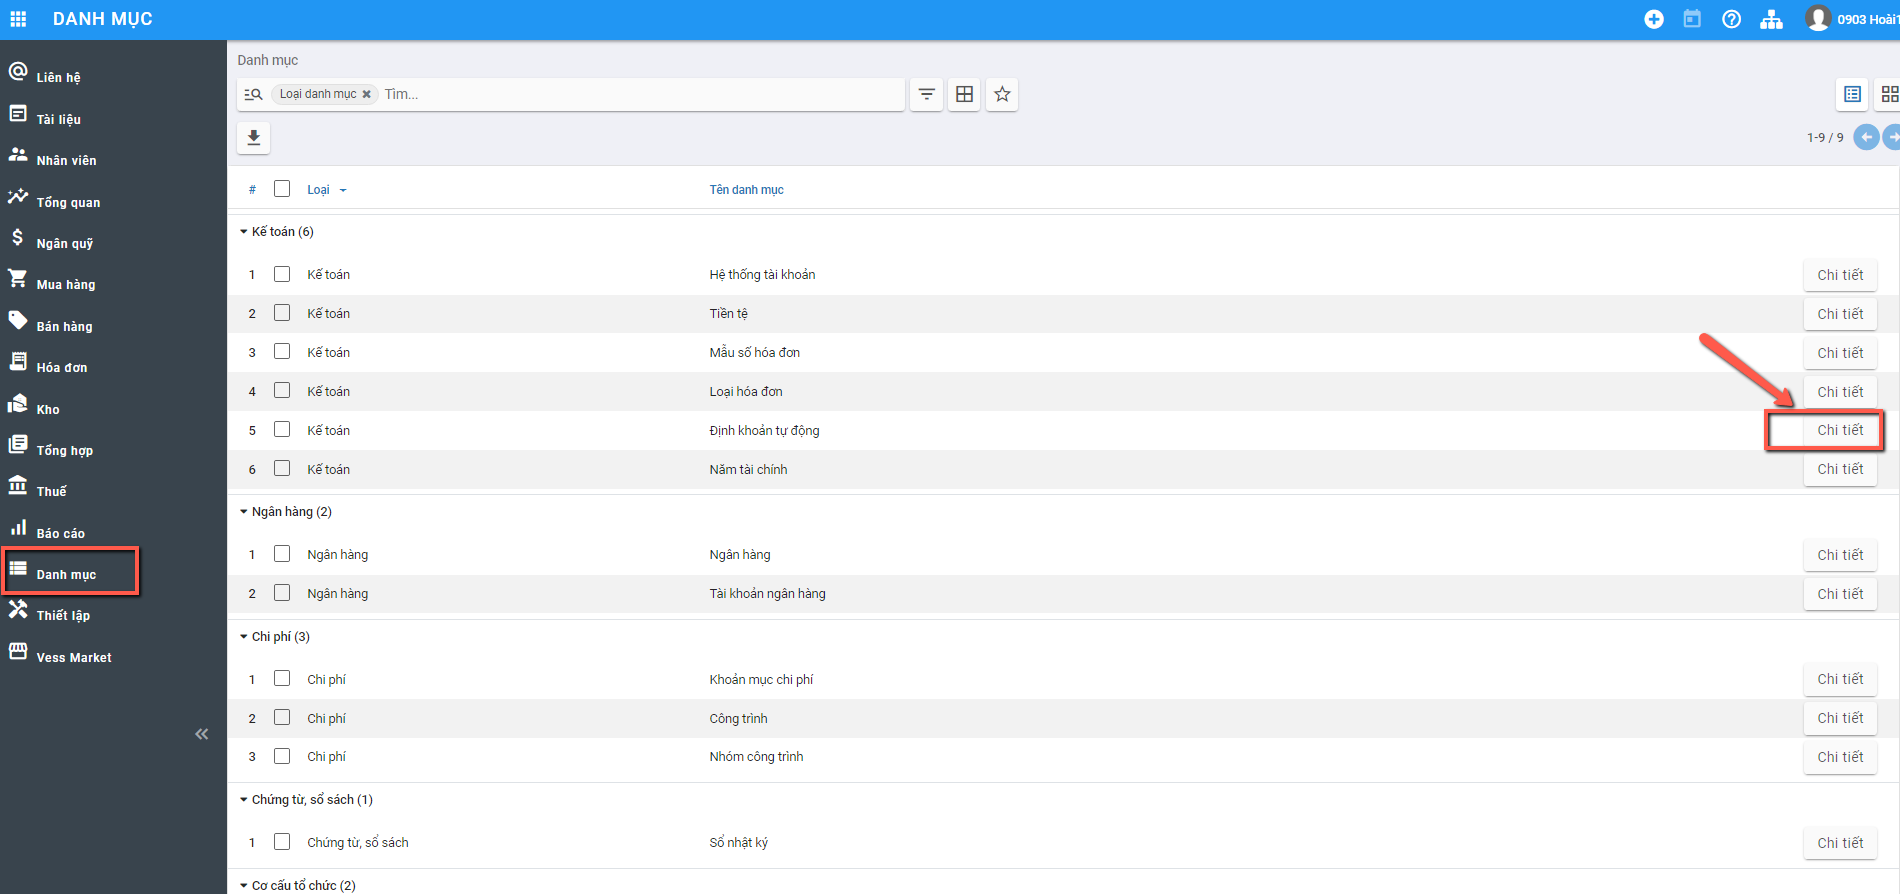 DANH MỤC
0903 Hoài1
Liên hệ
Tài liệu
Nhân viên
Tổng quan
Ngân quỹ
Mua hàng
Bán hàng
Hóa đơn
Kho
Tổng hợp
Thuế
Báo cáo
Danh mục
Thiết lập
Vess Market
Danh mục
Loại danh mục Tìm...
1-9 / 9
# Loại Tên danh mục
Kế toán (6)
1 Kế toán Hệ thống tài khoản Chi tiết
2 Kế toán Tiền tệ Chi tiết
3 Kế toán Mẫu số hóa đơn Chi tiết
4 Kế toán Loại hóa đơn Chi tiết
5 Kế toán Định khoản tự động Chi tiết
6 Kế toán Năm tài chính Chi tiết
Ngân hàng (2)
1 Ngân hàng Ngân hàng Chi tiết
2 Ngân hàng Tài khoản ngân hàng Chi tiết
Chi phí (3)
1 Chi phí Khoản mục chi phí Chi tiết
2 Chi phí Công trình Chi tiết
3 Chi phí Nhóm công trình Chi tiết
Chứng từ, sổ sách (1)
1 Chứng từ, sổ sách Sổ nhật ký Chi tiết
Cơ cấu tổ chức (2)